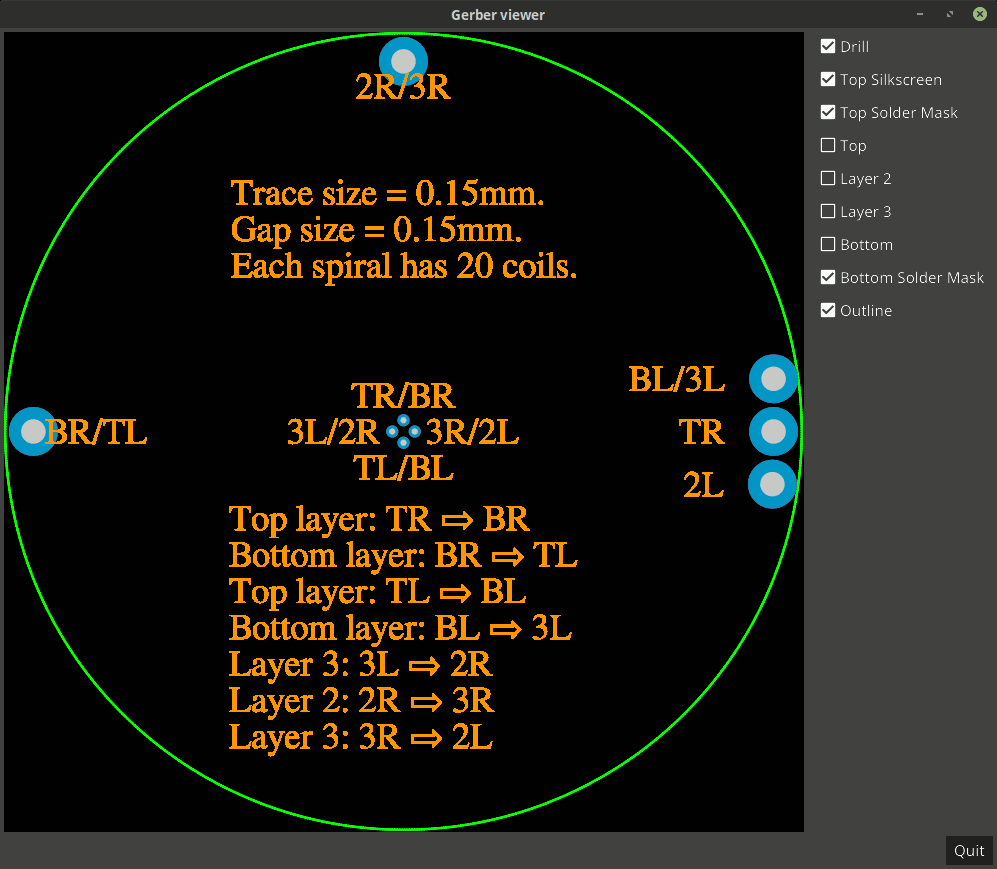 Gerber viewer
2R/3R
Trace size = 0.15mm.
Gap size = 0.15mm.
Each spiral has 20 coils.
BL/3L
TR/BR
BR/TL
3L/2R
3R/2L
TR
TL/BL
2L
Top layer: TR ⇨ BR
Bottom layer: BR ⇨ TL
Top layer: TL ⇨ BL
Bottom layer: BL ⇨ 3L
Layer 3: 3L ⇨ 2R
Layer 2: 2R ⇨ 3R
Layer 3: 3R ⇨ 2L
Drill
Top Silkscreen
Top Solder Mask
Top
Layer 2
Layer 3
Bottom
Bottom Solder Mask
Outline
Quit